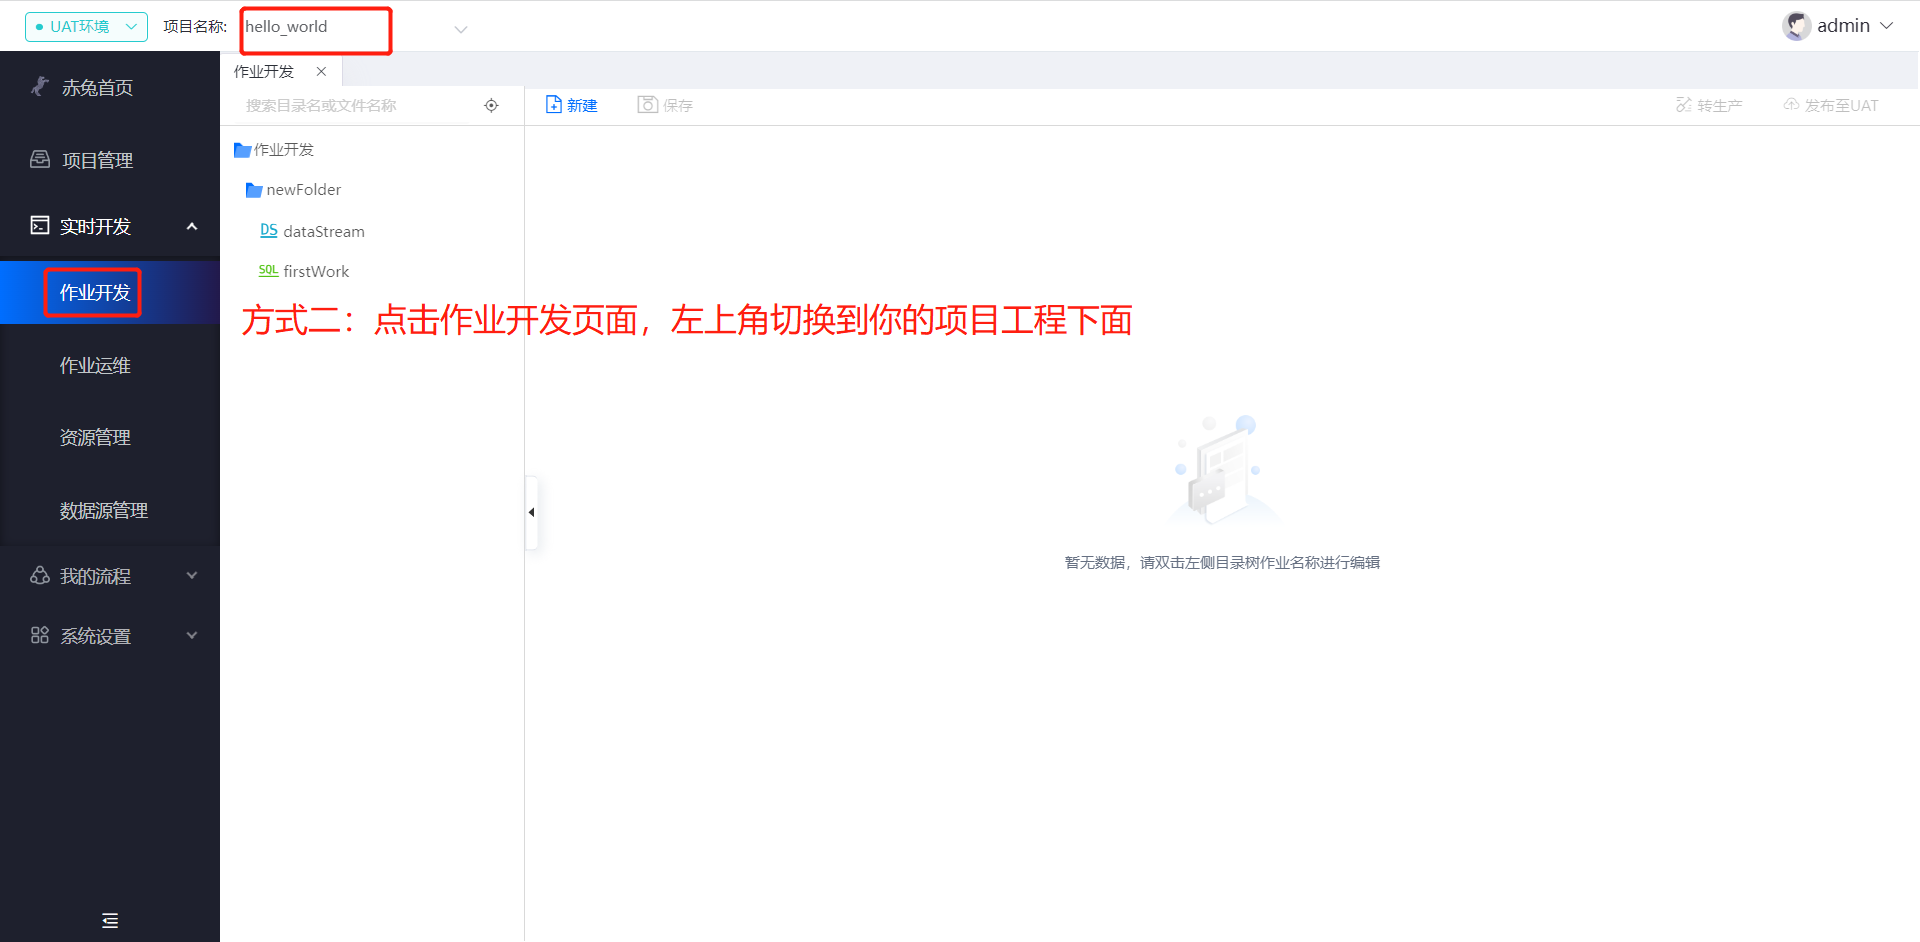 UAT环境
项目名称:
hello_world
admin
赤兔首页
项目管理
实时开发
作业开发
作业运维
资源管理
数据源管理
我的流程
系统设置
作业开发
搜索目录名或文件名称
新建
保存
转生产
发布至UAT
作业开发
newFolder
DS dataStream
SQL firstWork
方式二：点击作业开发页面，左上角切换到你的项目工程下面
暂无数据，请双击左侧目录树作业名称进行编辑